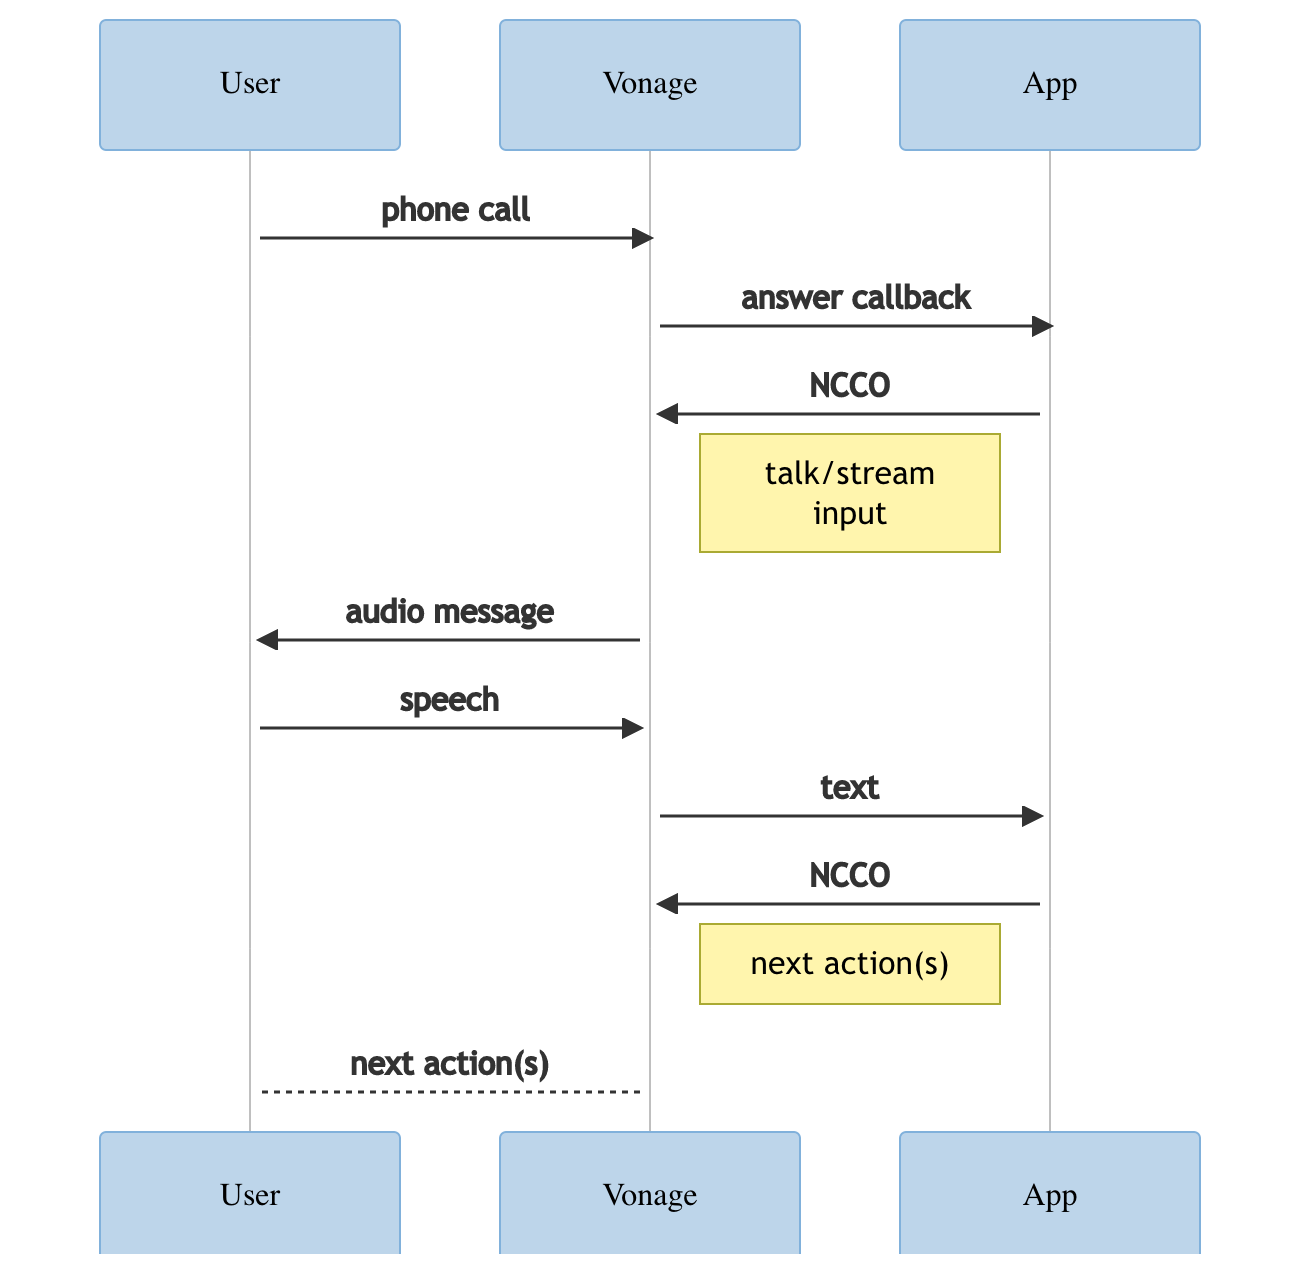 User
Vonage
App
phone call
answer callback
NCCO
talk/stream
input
audio message
speech
text
NCCO
next action(s)
next action(s)
User
Vonage
App